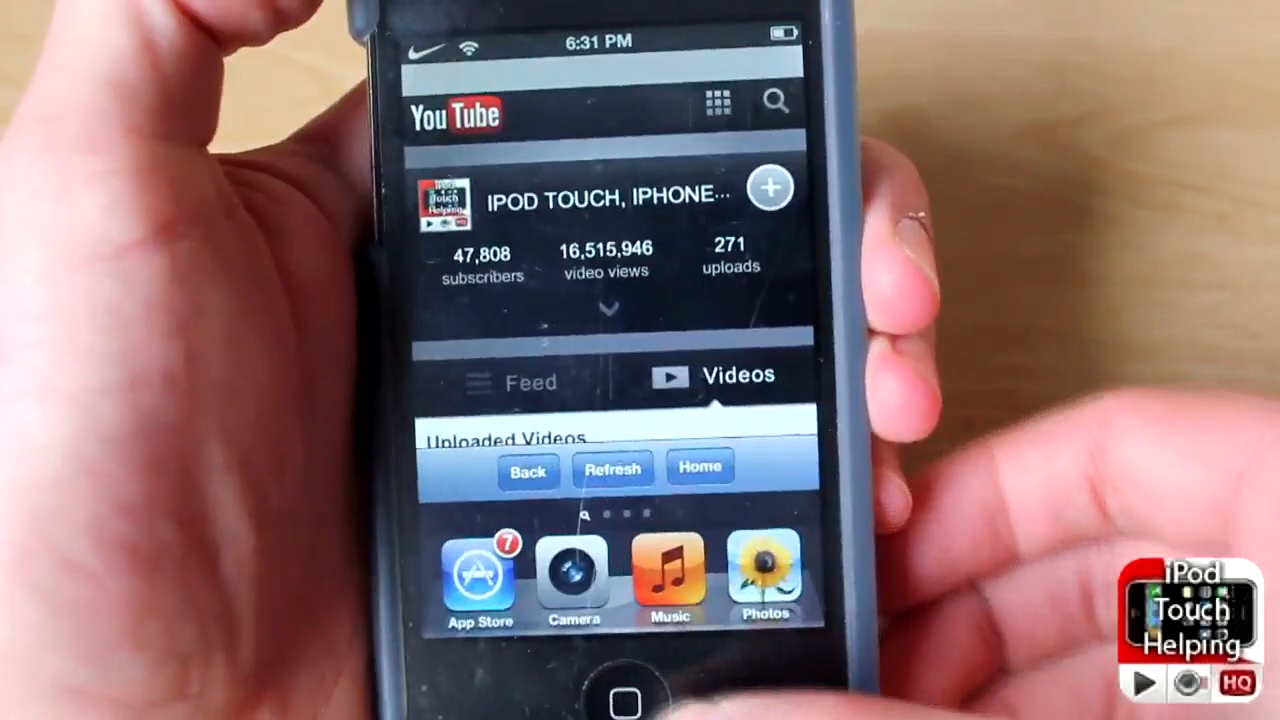 6:31 PM
YouTube
IPOD TOUCH, IPHONE...
47,808 16,515,946 271
subscribers video views uploads
Feed Videos
Uploaded Videos
Back Refresh Home
7
App Store Camera Music Photos
iPod
Touch
Helping
HQ